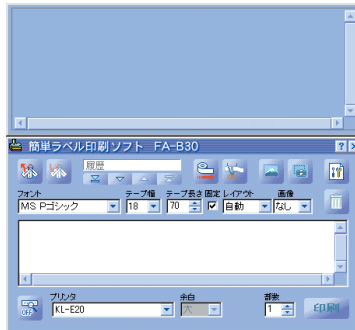 簡単ラベル印刷ソフト FA-B30
履歴
フォント テープ幅 テープ長さ 固定 レイアウト 画像
MS Pゴシック 18 70 自動 なし
プリンタ 余白 部数
OFF KL-E20 大 1 印刷